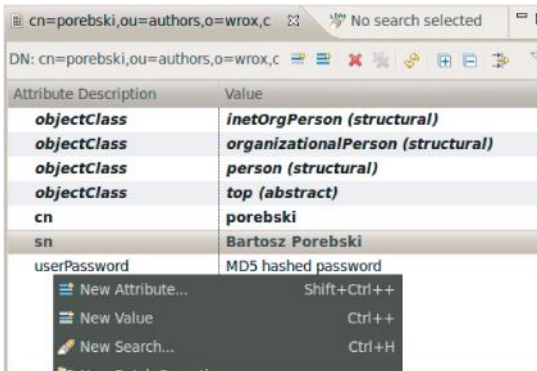 cn=porebski,ou=authors,o=wrox,c No search selected
DN: cn=porebski,ou=authors,o=wrox,c
Attribute Description Value
objectClass inetOrgPerson (structural)
objectClass organizationalPerson (structural)
objectClass person (structural)
objectClass top (abstract)
cn porebski
sn Bartosz Porebski
userPassword MD5 hashed password
New Attribute... Shift+Ctrl++
New Value Ctrl++
New Search... Ctrl+H